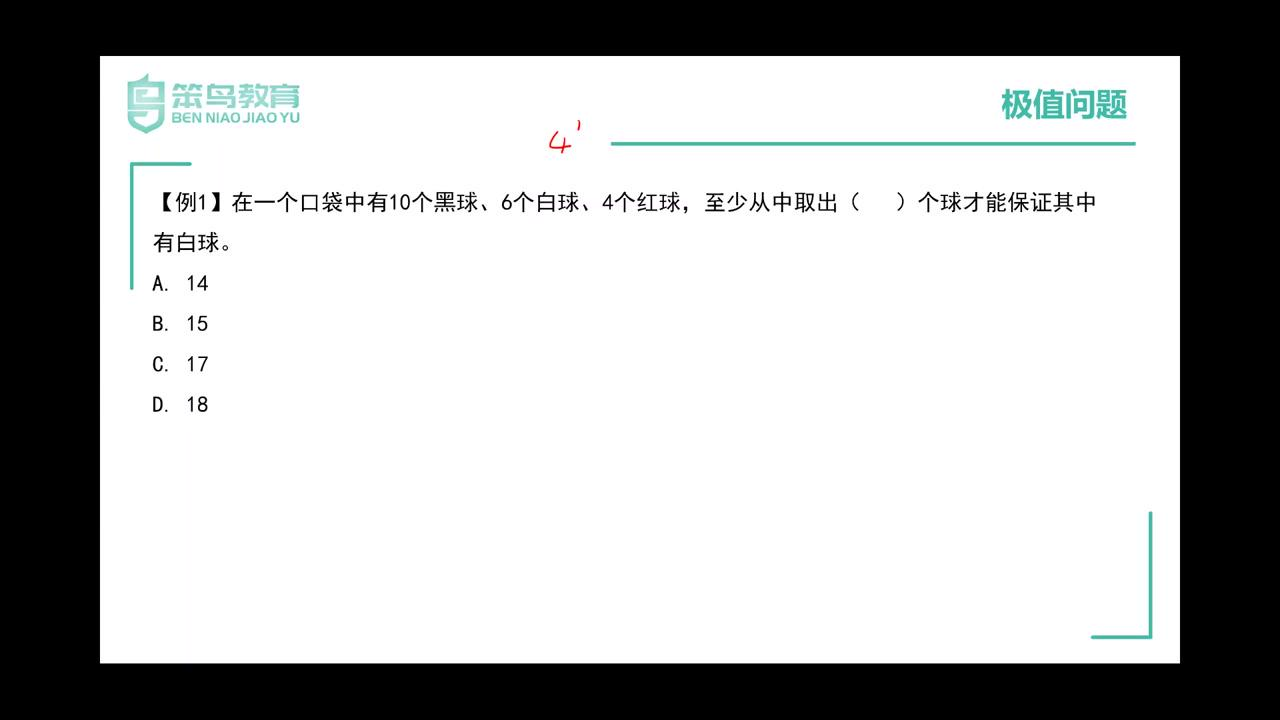 笨鸟教育
BEN NIAO JIAO YU
极值问题
4'
【例1】在一个口袋中有10个黑球、6个白球、4个红球，至少从中取出（ ）个球才能保证其中
有白球。
A. 14
B. 15
C. 17
D. 18